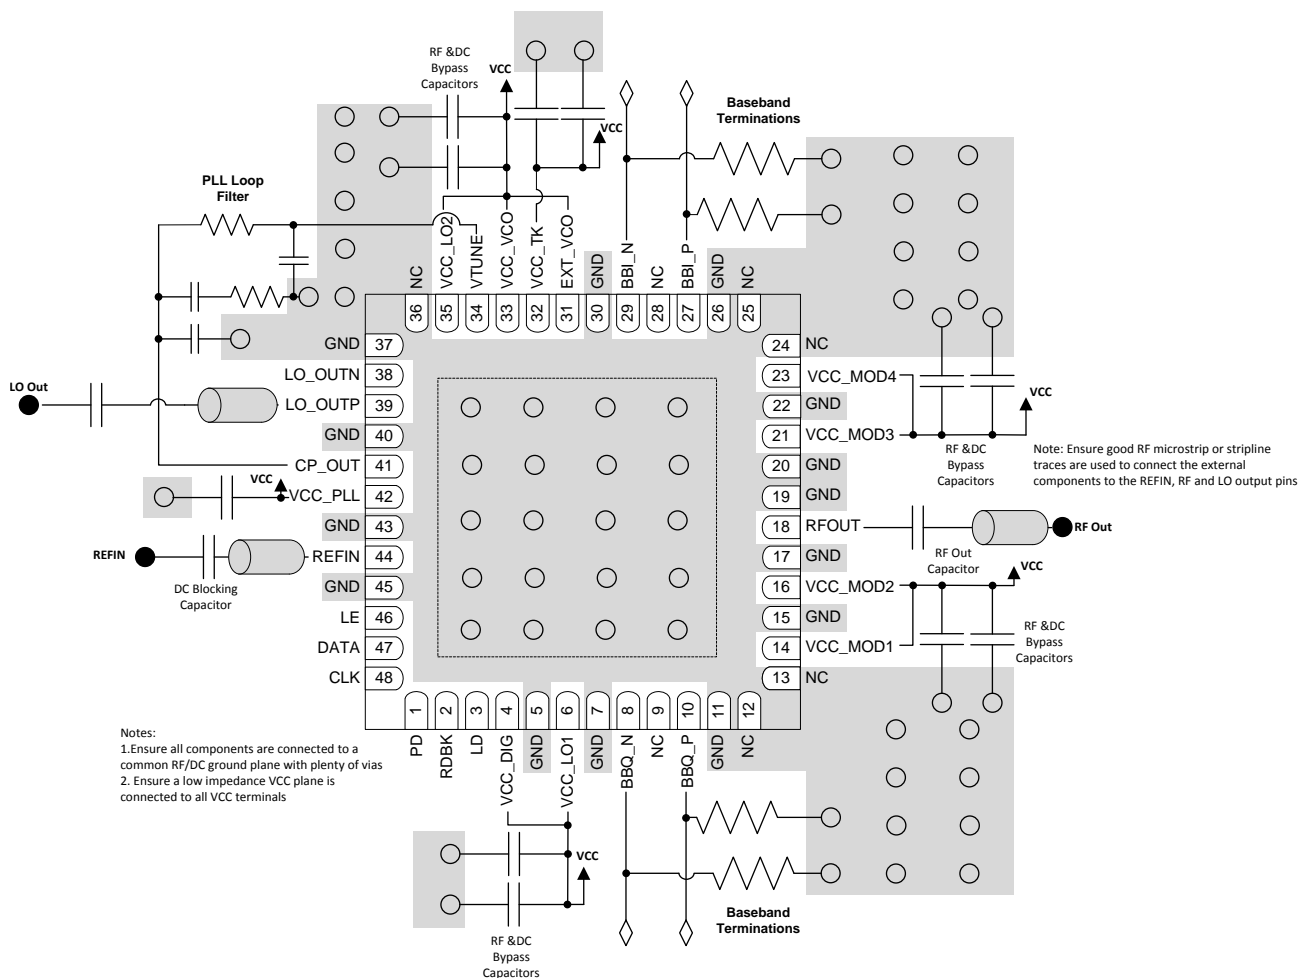 RF &DC
Bypass
Capacitors
VCC
VCC
Baseband
Terminations
PLL Loop
Filter
NC
VCC_LO2
VTUNE
VCC_VCO
VCC_TK
EXT_VCO
GND
BBI_N
NC
BBI_P
GND
NC
36
35
34
33
32
31
30
29
28
27
26
25
GND
37
LO_OUTN
38
LO Out
LO_OUTP
39
GND
40
CP_OUT
41
VCC
VCC_PLL
42
GND
43
REFIN
REFIN
44
DC Blocking
Capacitor
GND
45
LE
46
DATA
47
CLK
48
24
NC
23
VCC_MOD4
22
GND
VCC
21
VCC_MOD3
RF &DC
Bypass
Capacitors
Note: Ensure good RF microstrip or stripline
traces are used to connect the external
components to the REFIN, RF and LO output pins
20
GND
19
GND
18
RFOUT
RF Out
RF Out
Capacitor
17
GND
VCC
16
VCC_MOD2
15
GND
RF &DC
Bypass
Capacitors
14
VCC_MOD1
13
NC
1
2
3
4
5
6
7
8
9
10
11
12
PD
RDBK
LD
VCC_DIG
GND
VCC_LO1
GND
BBQ_N
NC
BBQ_P
GND
NC
Notes:
1.Ensure all components are connected to a
common RF/DC ground plane with plenty of vias
2. Ensure a low impedance VCC plane is
connected to all VCC terminals
VCC
RF &DC
Bypass
Capacitors
Baseband
Terminations